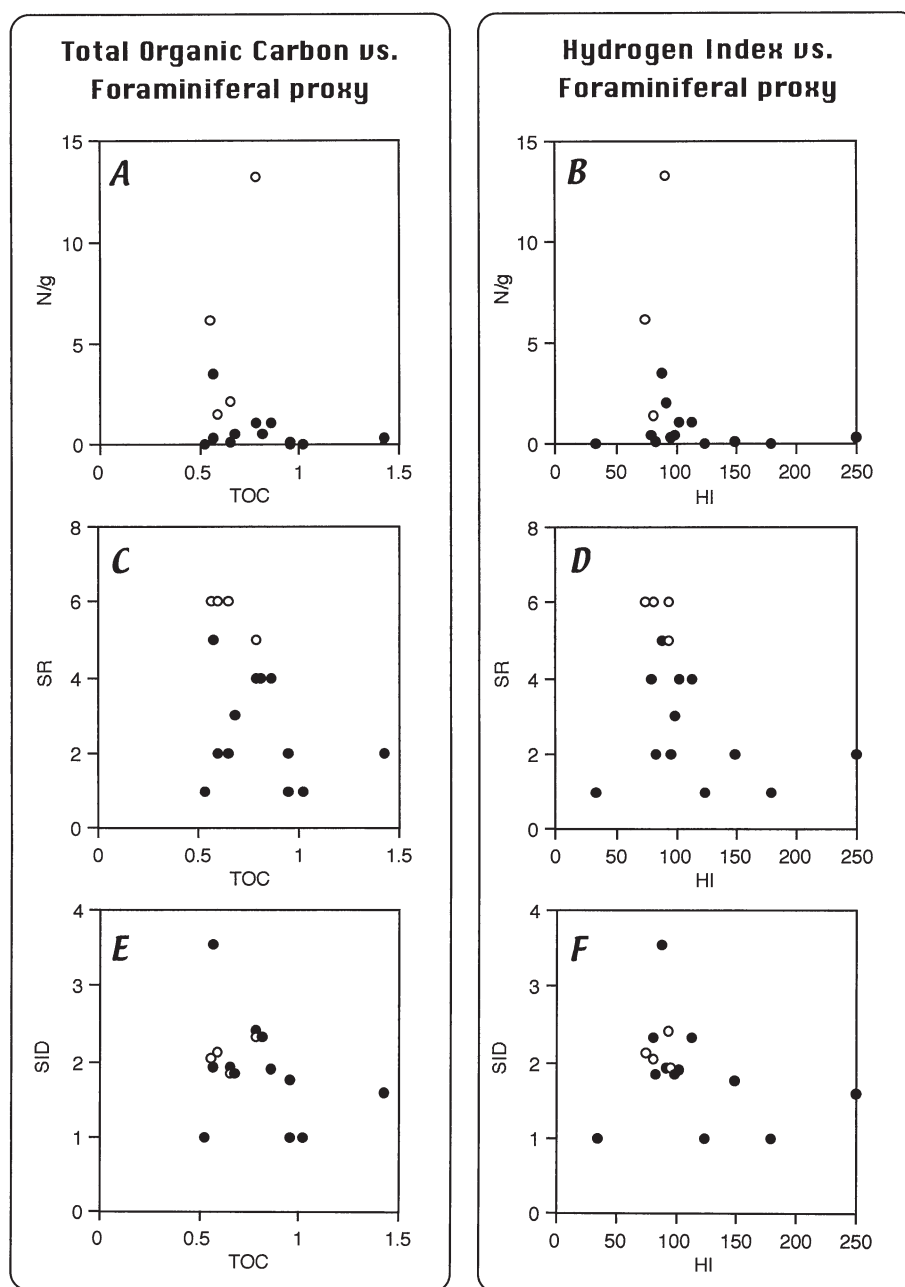 Total Organic Carbon vs.
Foraminiferal proxy
A
15
10
5
0
N/g
0
0.5
1
1.5
TOC
C
8
6
4
2
0
SR
0
0.5
1
1.5
TOC
E
4
3
2
1
0
SID
0
0.5
1
1.5
TOC
Hydrogen Index vs.
Foraminiferal proxy
B
15
10
5
0
N/g
0
50
100
150
200
250
HI
D
8
6
4
2
0
SR
0
50
100
150
200
250
HI
F
4
3
2
1
0
SID
0
50
100
150
200
250
HI